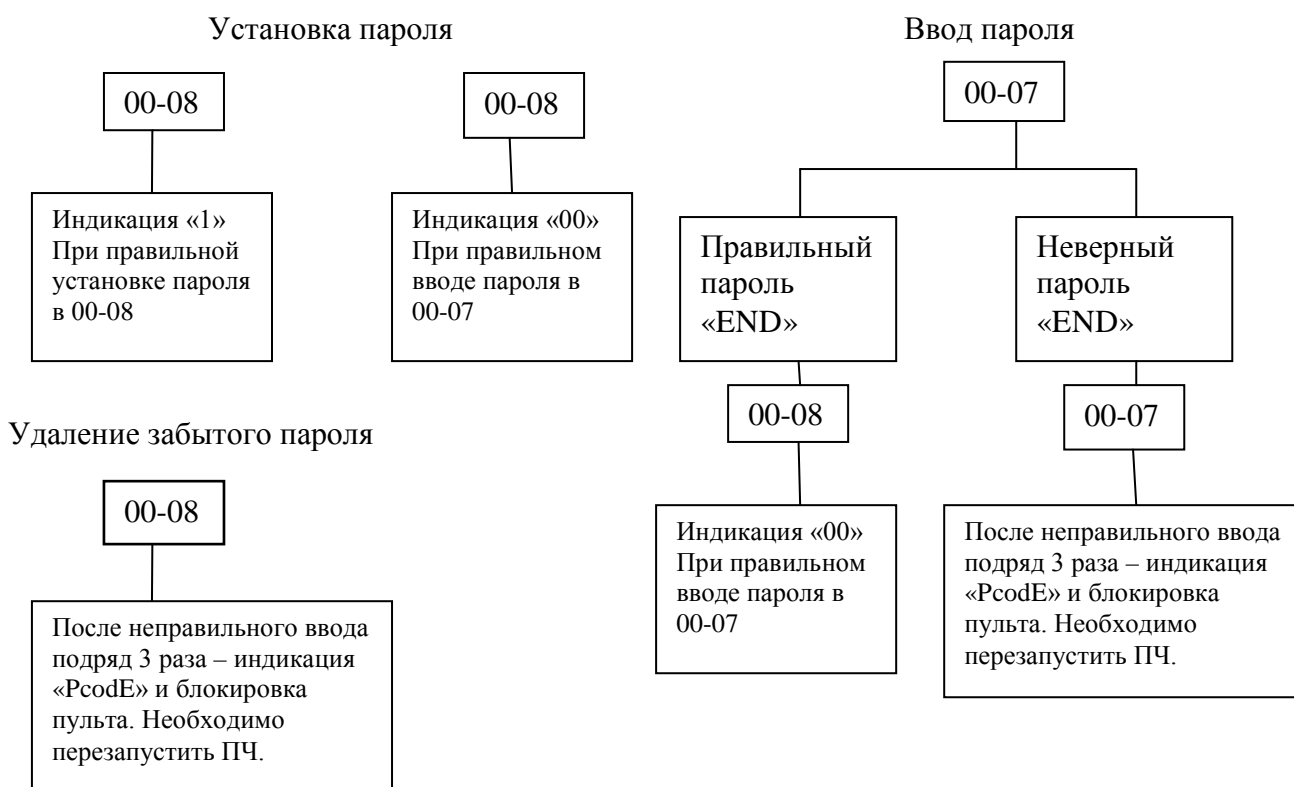 Установка пароля
00-08
Индикация «1»
При правильной
установке пароля
в 00-08
00-08
Индикация «00»
При правильном
вводе пароля в
00-07
Ввод пароля
00-07
Правильный
пароль
«END»
00-08
Индикация «00»
При правильном
вводе пароля в
00-07
Неверный
пароль
«END»
00-07
После неправильного ввода
подряд 3 раза – индикация
«PcodE» и блокировка
пульта. Необходимо
перезапустить ПЧ.
Удаление забытого пароля
00-08
После неправильного ввода
подряд 3 раза – индикация
«PcodE» и блокировка
пульта. Необходимо
перезапустить ПЧ.